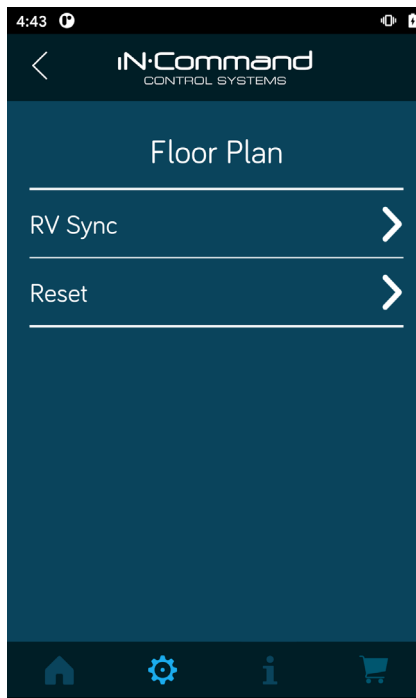 4:43
iN·Command
CONTROL SYSTEMS
Floor Plan
RV Sync
Reset